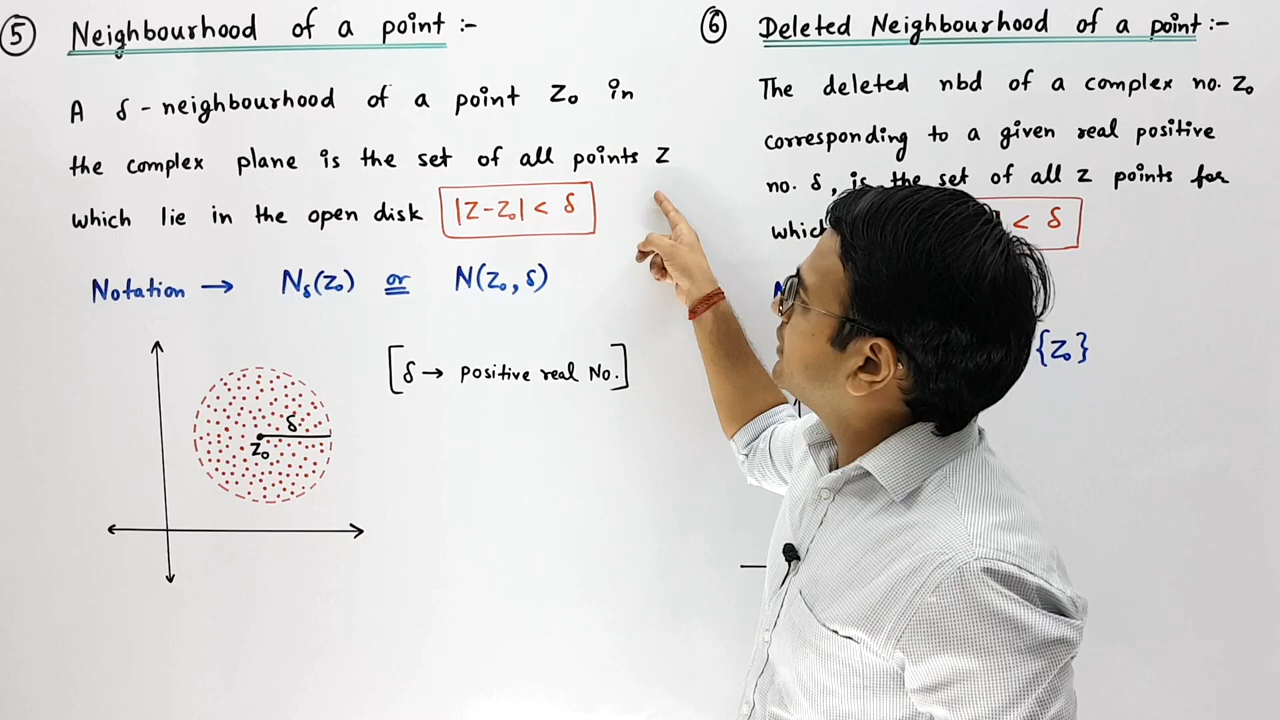 ⑤ Neighbourhood of a point :-
A δ - neighbourhood of a point Z₀ in
the complex plane is the set of all points Z
which lie in the open disk |Z-Z₀| < δ
Notation → Nδ(Z₀) or N(Z₀, δ)
[δ → positive real No.]
δ
Z₀
⑥ Deleted Neighbourhood of a point :-
The deleted nbd of a complex no. Z₀
corresponding to a given real positive
no. δ, is the set of all Z points for
which < δ
{Z₀}